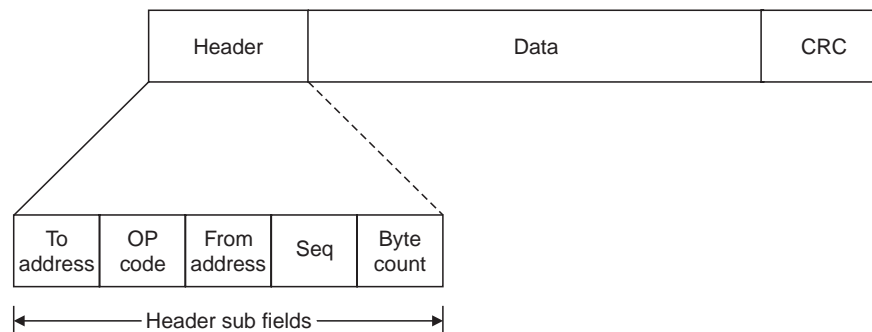 Header Data CRC
To address OP code From address Seq Byte count
Header sub fields